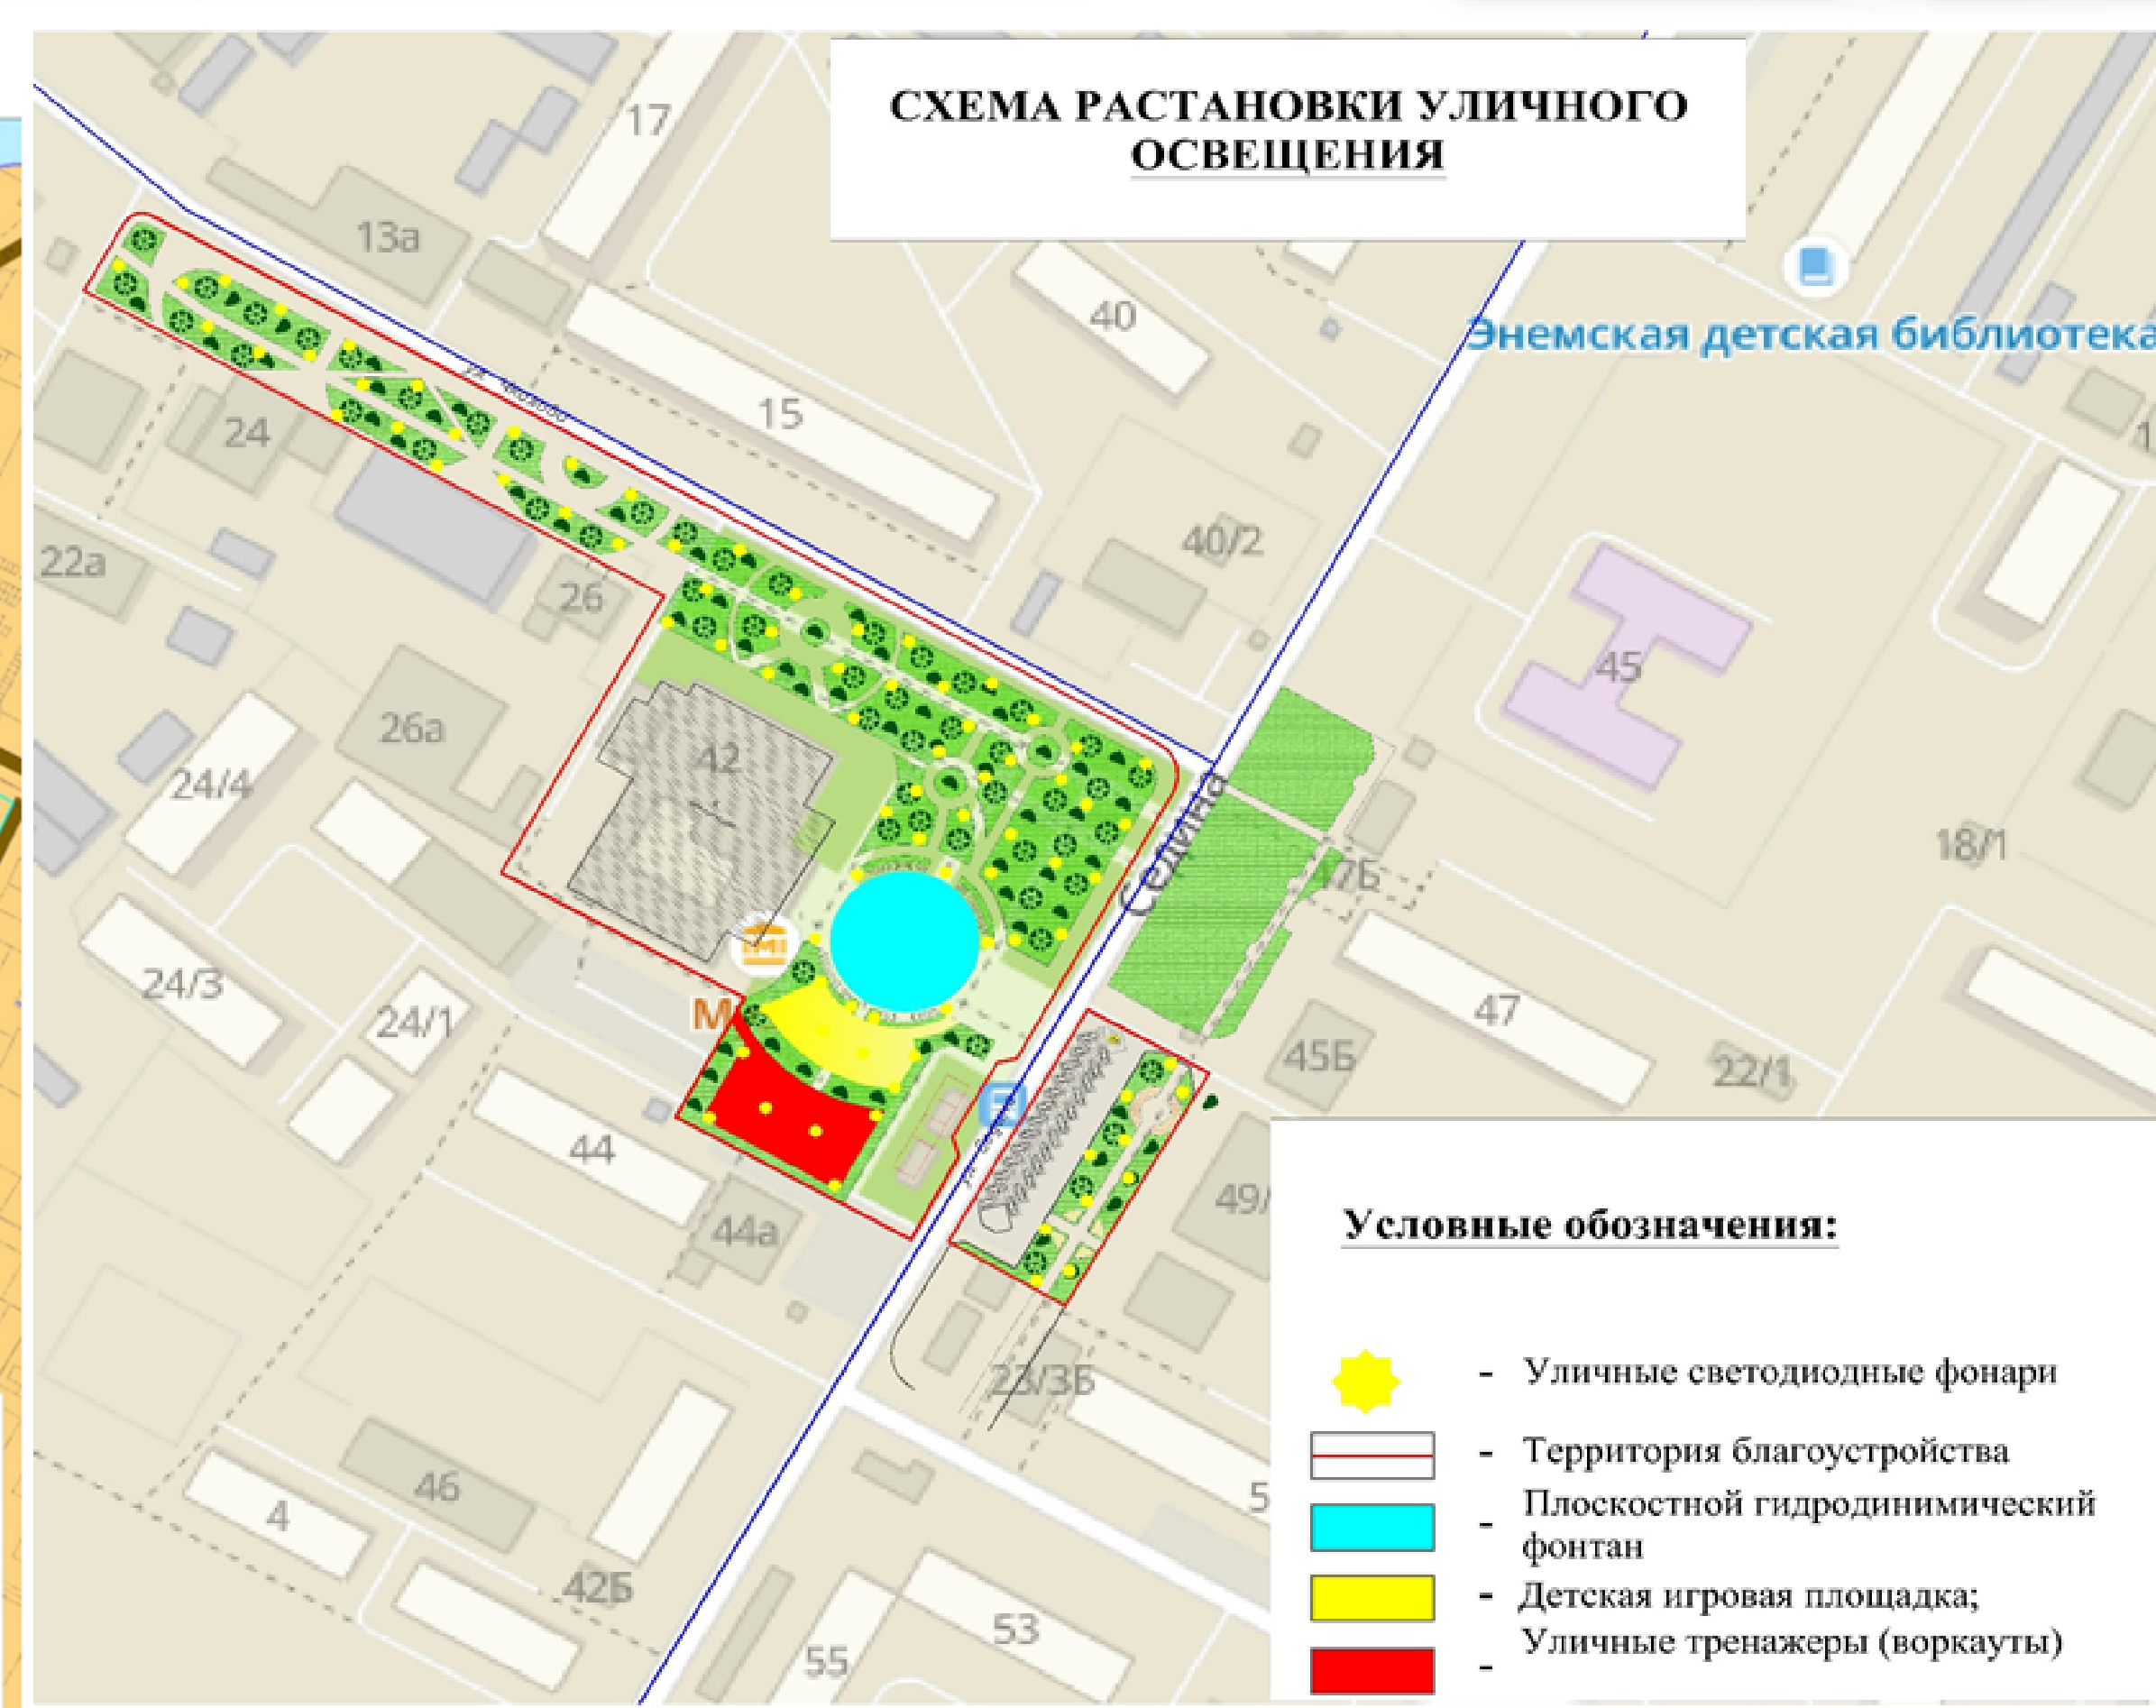 СХЕМА РАСТАНОВКИ УЛИЧНОГО
ОСВЕЩЕНИЯ
17
13а
40
Энемская детская библиотека
15
24
1
40/2
22а
26
45
42
26а
24/4
Седина
18/1
47Б
24/3
М
24/1
47
45Б
22/1
44
49/
44а
Условные обозначения:
23/3Б
- Уличные светодиодные фонари
- Территория благоустройства
46
5
4
- Плоскостной гидродинимический
фонтан
42Б
- Детская игровая площадка;
53
55
Уличные тренажеры (воркауты)
-